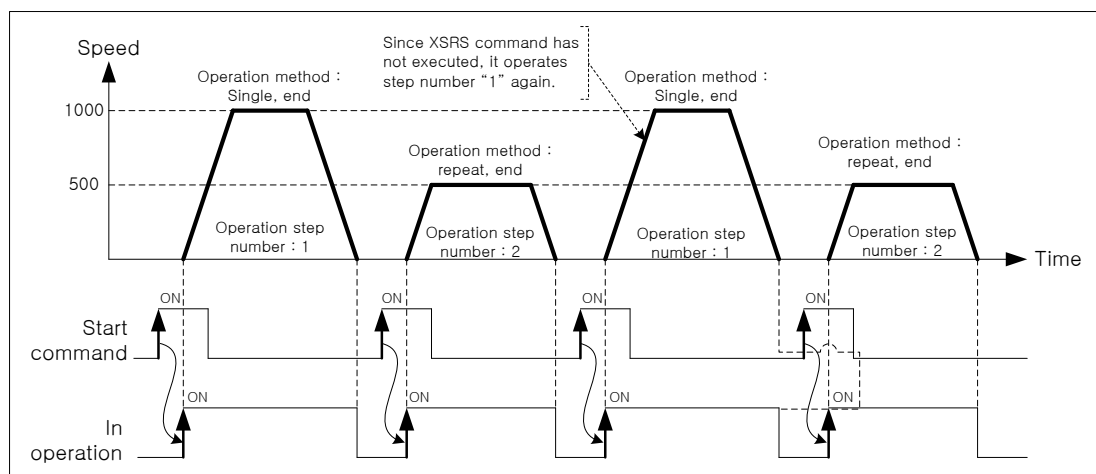 Speed
Since XSRS command has
not executed, it operates
step number “1” again.
Operation method :
Single, end
Operation method :
Single, end
1000
Operation method :
repeat, end
Operation method :
repeat, end
500
Operation step
number : 1
Operation step
number : 2
Operation step
number : 1
Operation step
number : 2
Time
ON
ON
ON
ON
Start
command
ON
ON
ON
ON
In
operation